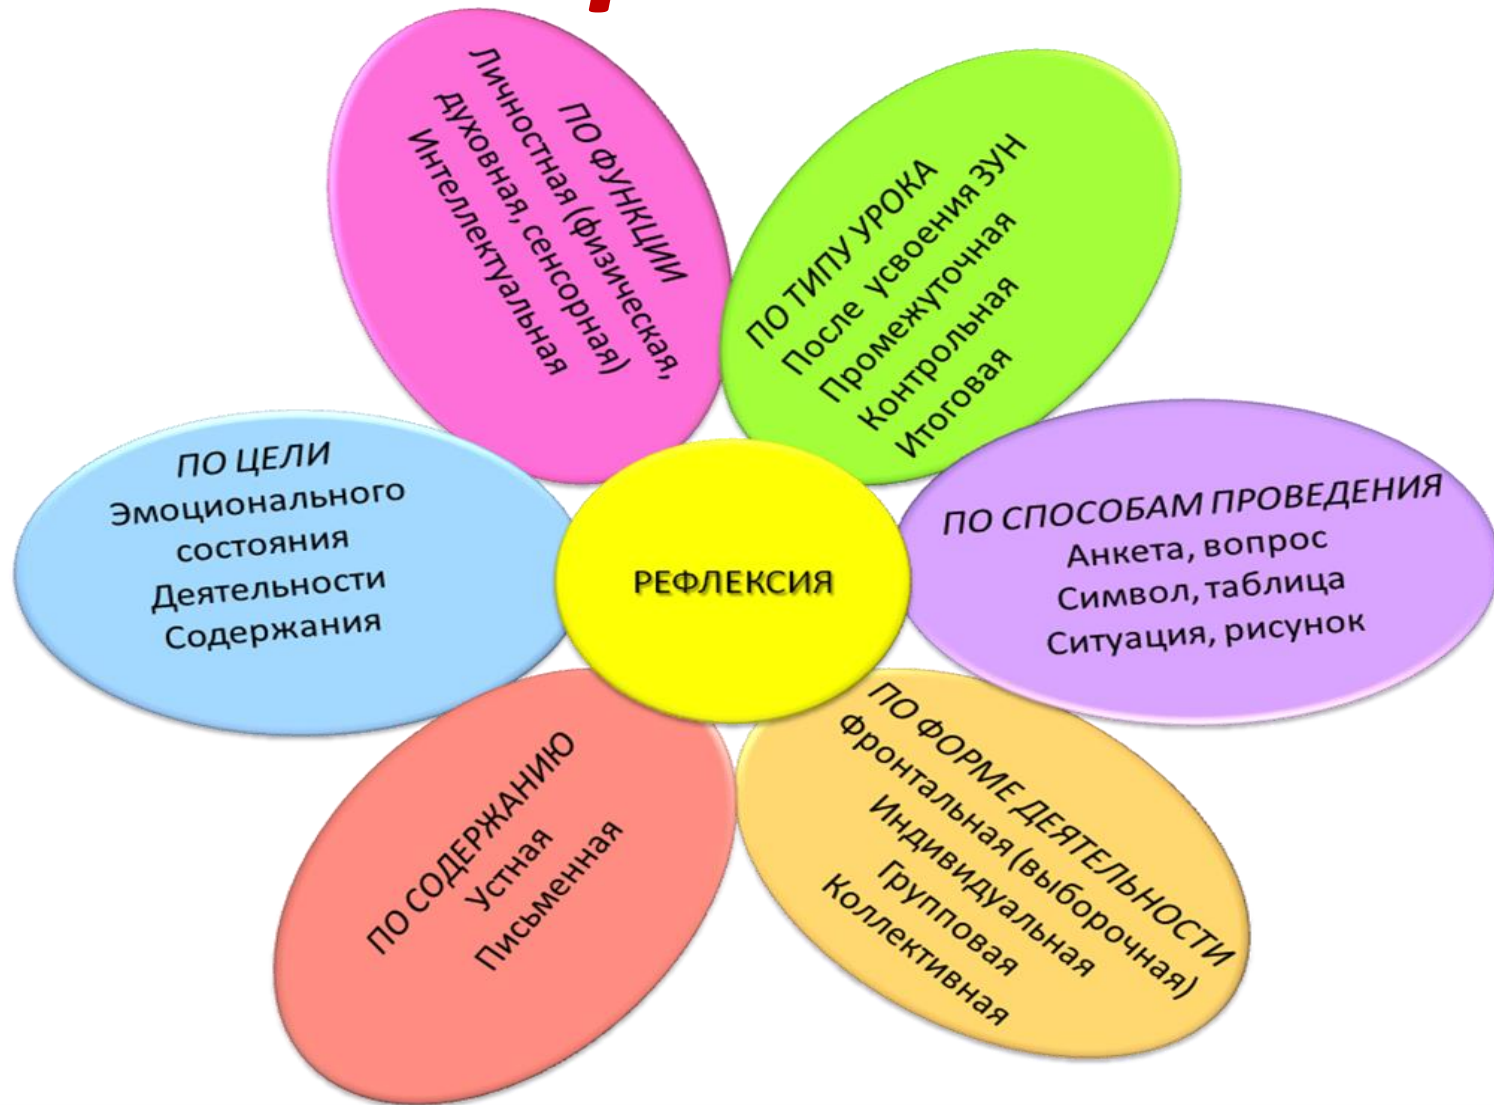 ПО ФУНКЦИИ
Личностная (физическая,
духовная, сенсорная)
Интеллектуальная
ПО ТИПУ УРОКА
После усвоения ЗУН
Промежуточная
Контрольная
Итоговая
ПО ЦЕЛИ
Эмоционального
состояния
Деятельности
Содержания
РЕФЛЕКСИЯ
ПО СПОСОБАМ ПРОВЕДЕНИЯ
Анкета, вопрос
Символ, таблица
Ситуация, рисунок
ПО СОДЕРЖАНИЮ
Устная
Письменная
ПО ФОРМЕ ДЕЯТЕЛЬНОСТИ
Фронтальная (выборочная)
Индивидуальная
Групповая
Коллективная